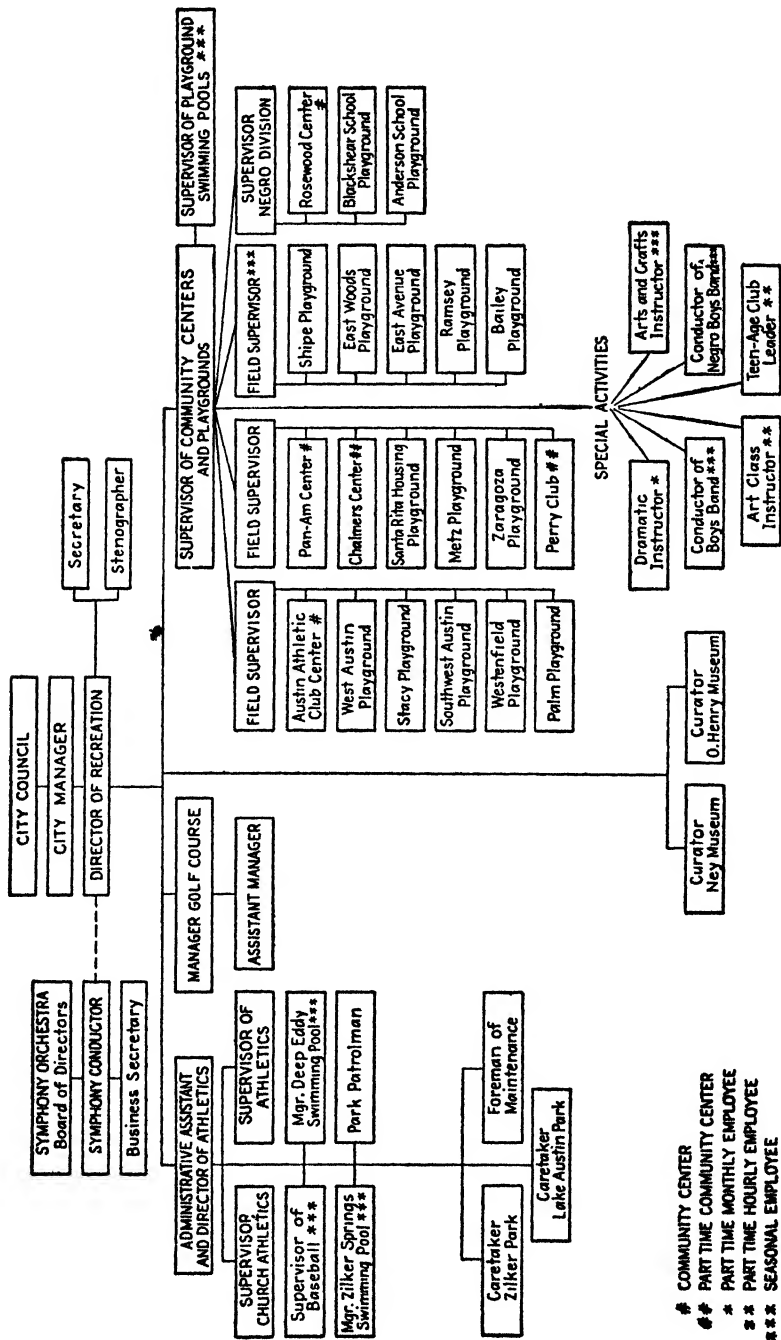 CITY COUNCIL
CITY MANAGER
DIRECTOR OF RECREATION
Secretary
Stenographer
SYMPHONY ORCHESTRA
Board of Directors
SYMPHONY CONDUCTOR
Business Secretary
ADMINISTRATIVE ASSISTANT
AND DIRECTOR OF ATHLETICS
SUPERVISOR
CHURCH ATHLETICS
SUPERVISOR OF
ATHLETICS
Supervisor of
Baseball ***
Mgr. Deep Eddy
Swimming Pool***
Mgr. Zilker Springs
Swimming Pool ***
Park Patrolman
Caretaker
Zilker Park
Foreman of
Maintenance
Caretaker
Lake Austin Park
MANAGER GOLF COURSE
ASSISTANT MANAGER
Curator
Ney Museum
Curator
O. Henry Museum
SUPERVISOR OF COMMUNITY CENTERS
AND PLAYGROUNDS
SUPERVISOR OF PLAYGROUND
SWIMMING POOLS ***
FIELD SUPERVISOR
Austin Athletic
Club Center #
West Austin
Playground
Stacy Playground
Southwest Austin
Playground
Westenfield
Playground
Palm Playground
FIELD SUPERVISOR
Pan-Am Center #
Chalmers Center##
Santa Rita Housing
Playground
Metz Playground
Zaragoza
Playground
Perry Club ##
FIELD SUPERVISOR***
Shipe Playground
East Woods
Playground
East Avenue
Playground
Ramsey
Playground
Bailey
Playground
SUPERVISOR
NEGRO DIVISION
Rosewood Center
#
Blackshear School
Playground
Anderson School
Playground
SPECIAL ACTIVITIES
Dramatic
Instructor *
Arts and Crafts
Instructor ***
Conductor of
Boys Band ***
Conductor of
Negro Boys Band***
Art Class
Instructor **
Teen-Age Club
Leader **
# COMMUNITY CENTER
## PART TIME COMMUNITY CENTER
* PART TIME MONTHLY EMPLOYEE
** PART TIME HOURLY EMPLOYEE
*** SEASONAL EMPLOYEE